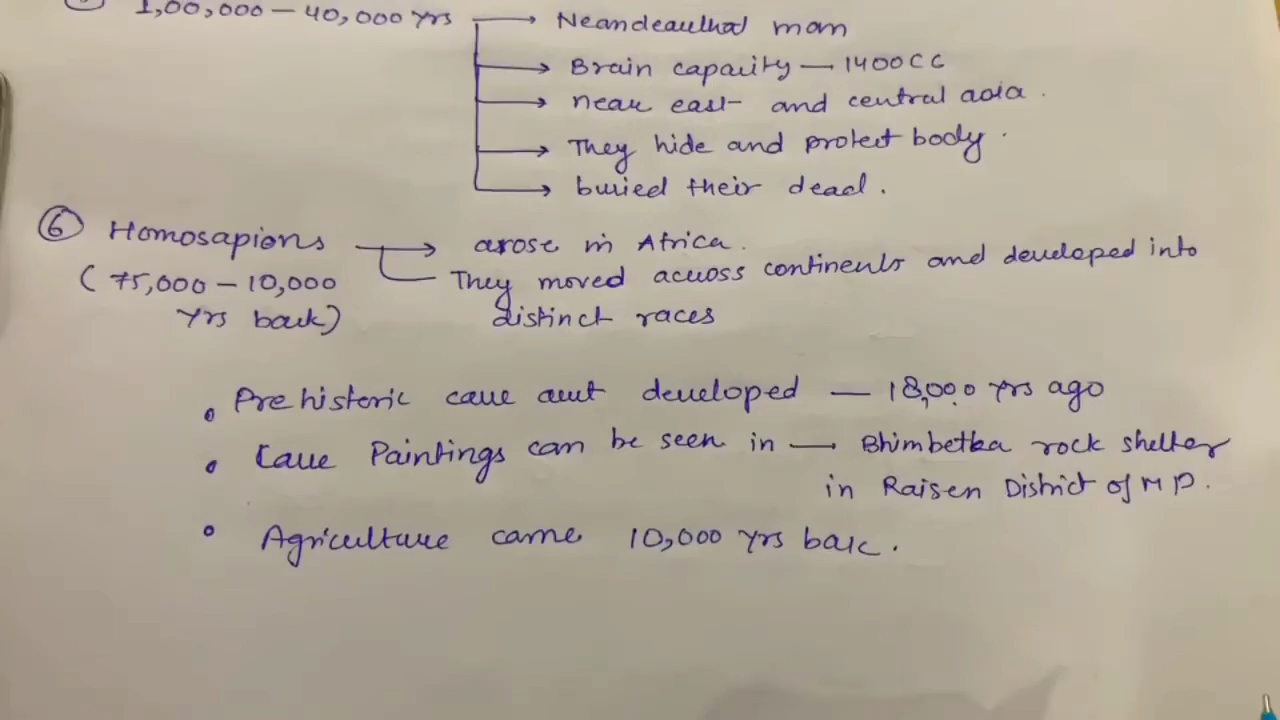 1,00,000 – 40,000 yrs → Neandearlthal man
→ Brain capacity – 1400 CC
→ near east and central asia.
→ They hide and protect body.
→ buried their dead.
⑥ Homosapions → arose in Africa.
(75,000 – 10,000 They moved across continents and developed into
yrs back) distinct races
• Prehistoric cave art developed – 18,000 yrs ago
• Cave Paintings can be seen in – Bhimbetka rock shelter
in Raisen District of MP.
• Agriculture came 10,000 yrs back.